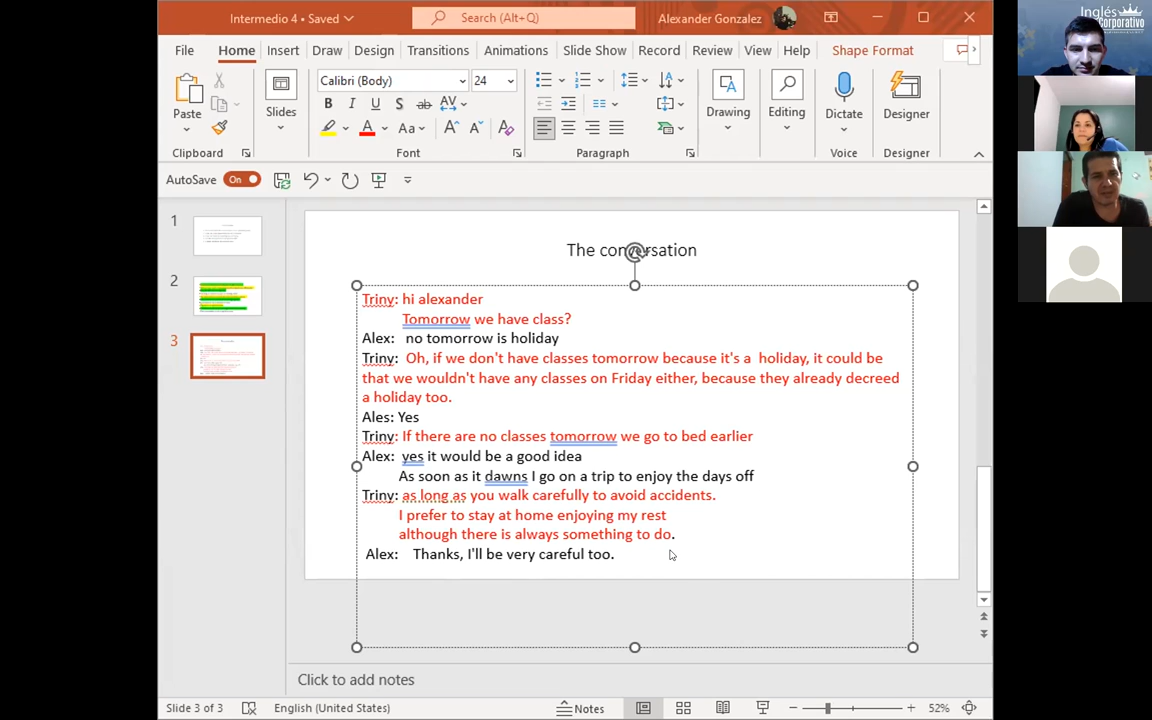 Intermedio 4 • Saved
Search (Alt+Q)
Alexander Gonzalez
Inglés
Corporativo
File Home Insert Draw Design Transitions Animations Slide Show Record Review View Help Shape Format
Calibri (Body) 24
Paste Slides Drawing Editing Dictate Designer
Clipboard Font Paragraph Voice Designer
AutoSave On
1
2
3
The conversation
Triny: hi alexander
Tomorrow we have class?
Alex: no tomorrow is holiday
Triny: Oh, if we don't have classes tomorrow because it's a holiday, it could be
that we wouldn't have any classes on Friday either, because they already decreed
a holiday too.
Ales: Yes
Triny: If there are no classes tomorrow we go to bed earlier
Alex: yes it would be a good idea
As soon as it dawns I go on a trip to enjoy the days off
Triny: as long as you walk carefully to avoid accidents.
I prefer to stay at home enjoying my rest
although there is always something to do.
Alex: Thanks, I'll be very careful too.
Click to add notes
Slide 3 of 3 English (United States) Notes 52%